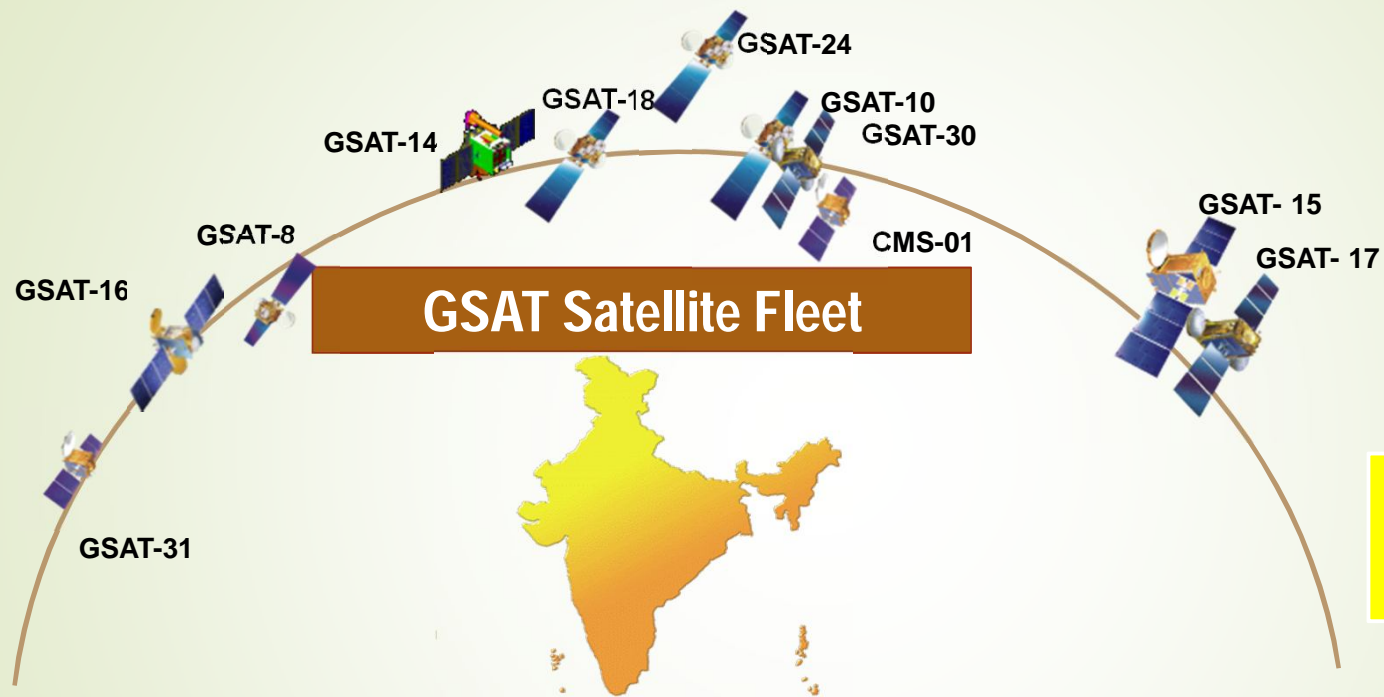 GSAT-24
GSAT-18
GSAT-10
GSAT-14
GSAT-30
GSAT- 15
GSAT-8
CMS-01
GSAT- 17
GSAT-16
GSAT Satellite Fleet
GSAT-31